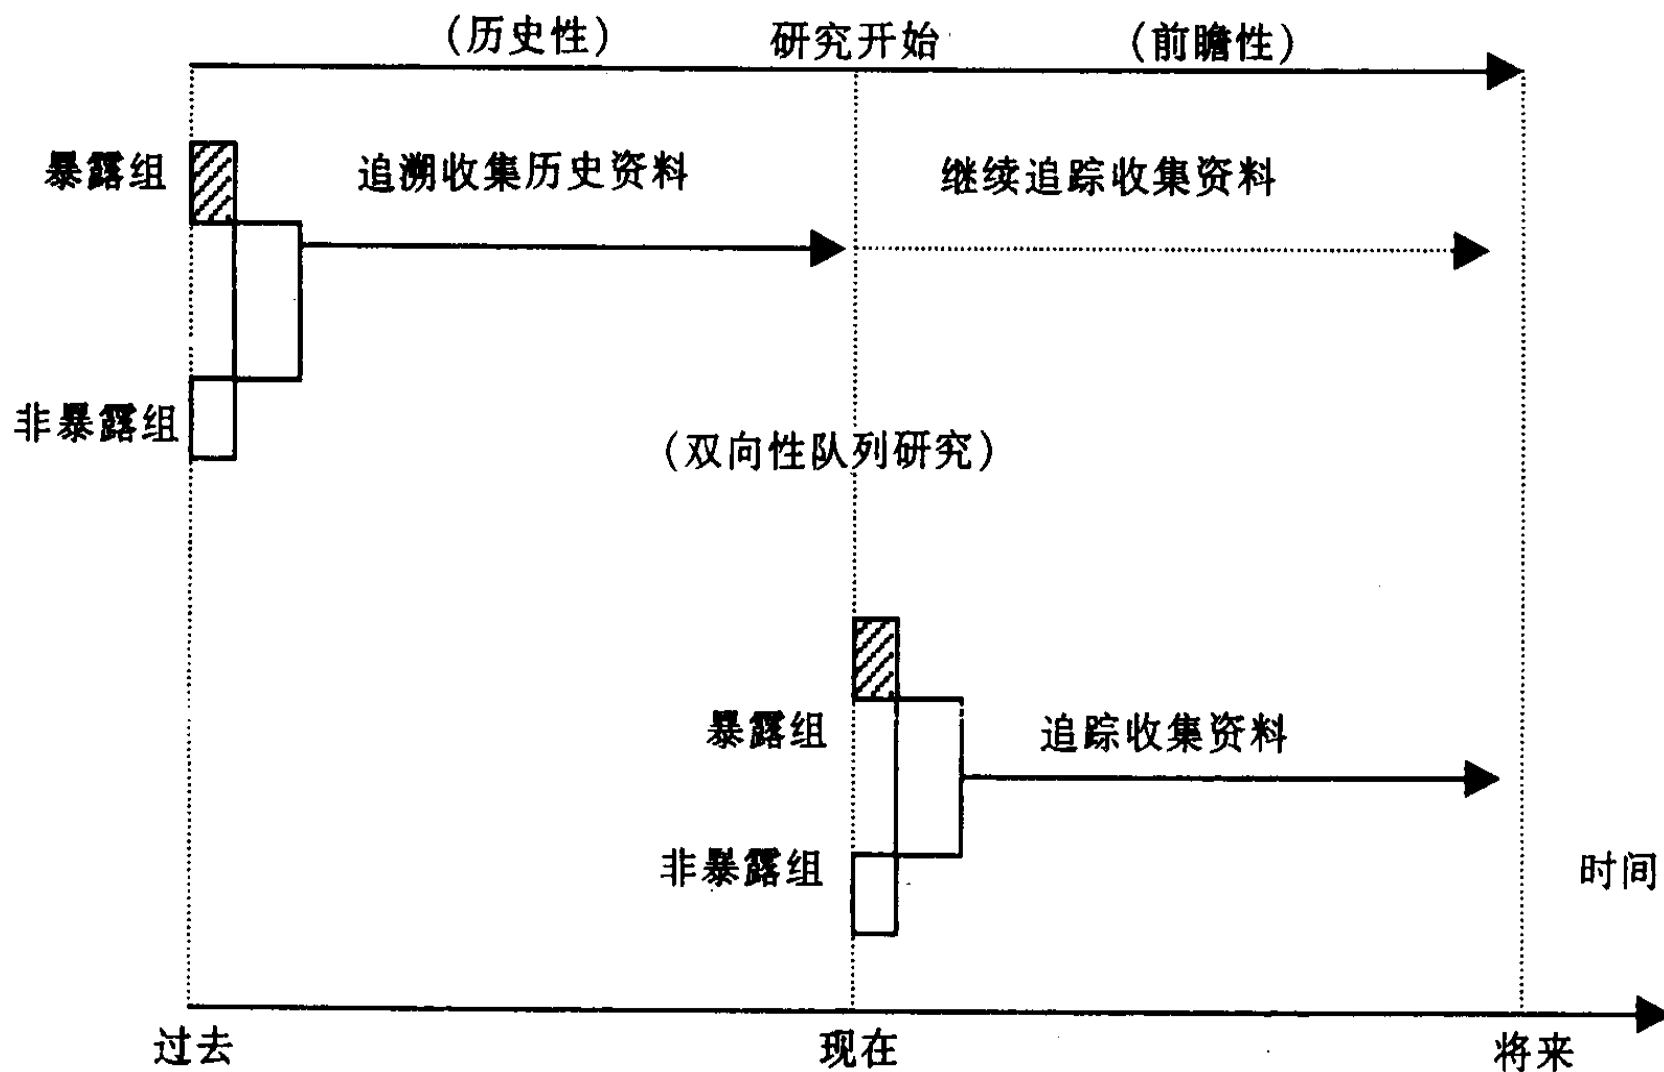 (历史性) 研究开始 (前瞻性)
暴露组 追溯收集历史资料 继续追踪收集资料
非暴露组
(双向性队列研究)
暴露组 追踪收集资料
非暴露组
时间
过去 现在 将来